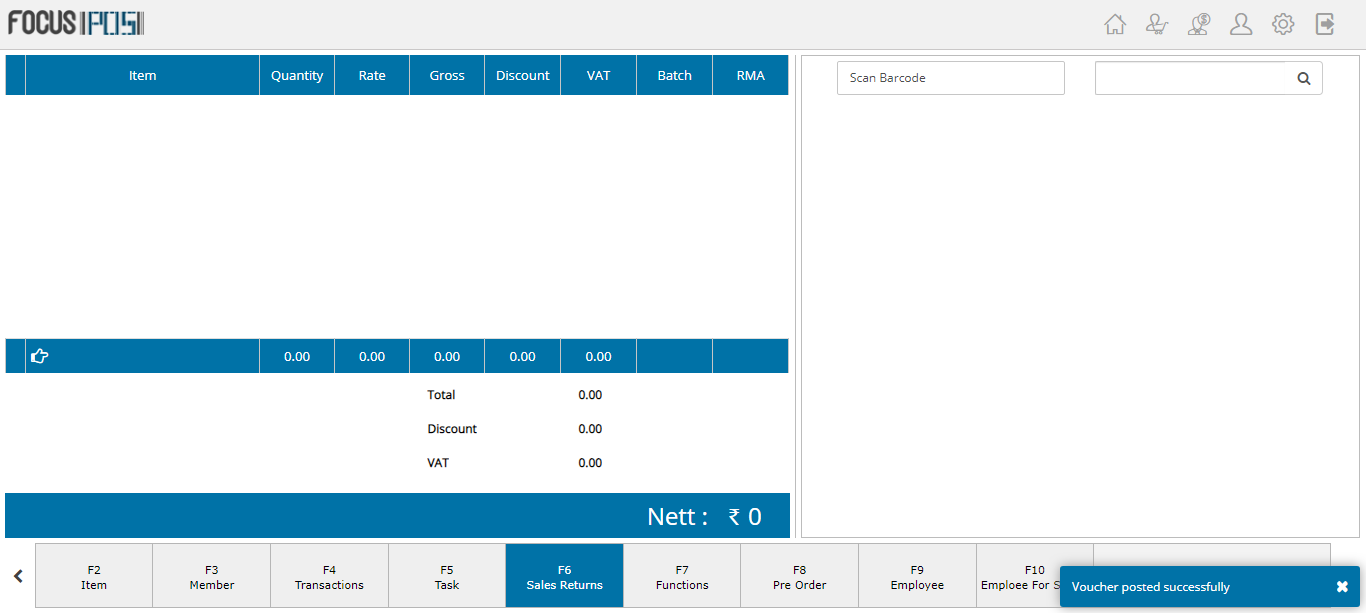 FOCUS POS
Item Quantity Rate Gross Discount VAT Batch RMA
Scan Barcode
0.00 0.00 0.00 0.00 0.00
Total 0.00
Discount 0.00
VAT 0.00
Nett : ₹ 0
F2 F3 F4 F5 F6 F7 F8 F9 F10
Item Member Transactions Task Sales Returns Functions Pre Order Employee Emploee For S
Voucher posted successfully